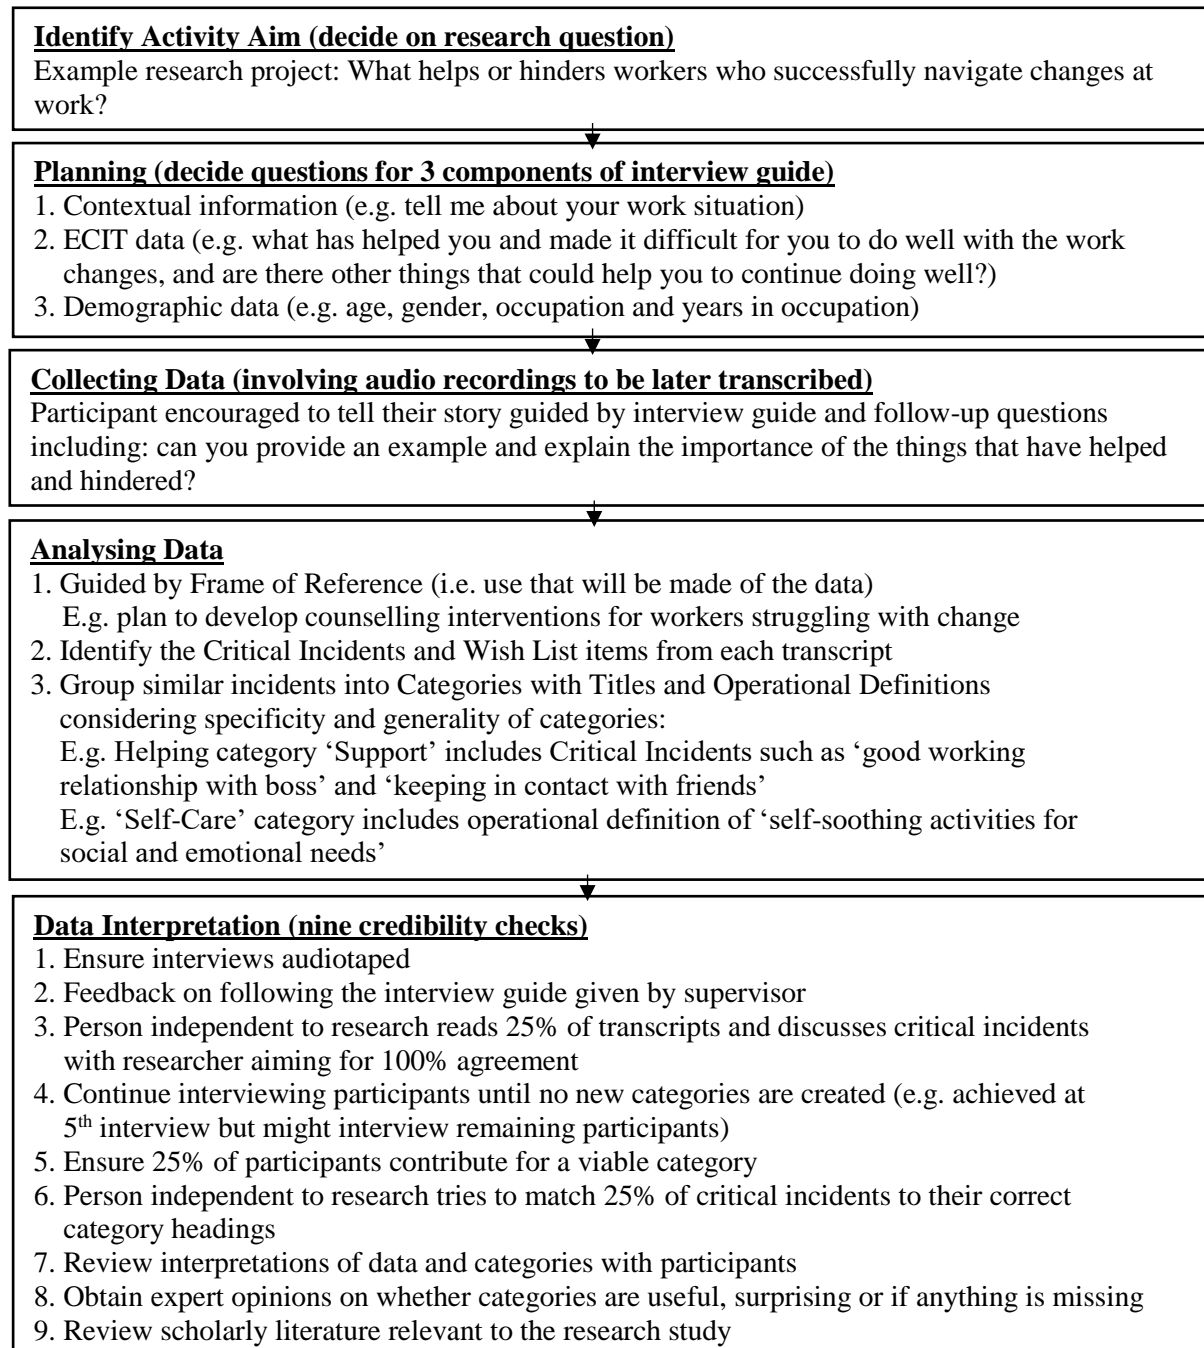 Identify Activity Aim (decide on research question)
Example research project: What helps or hinders workers who successfully navigate changes at
work?
Planning (decide questions for 3 components of interview guide)
1. Contextual information (e.g. tell me about your work situation)
2. ECIT data (e.g. what has helped you and made it difficult for you to do well with the work
changes, and are there other things that could help you to continue doing well?)
3. Demographic data (e.g. age, gender, occupation and years in occupation)
Collecting Data (involving audio recordings to be later transcribed)
Participant encouraged to tell their story guided by interview guide and follow-up questions
including: can you provide an example and explain the importance of the things that have helped
and hindered?
Analysing Data
1. Guided by Frame of Reference (i.e. use that will be made of the data)
E.g. plan to develop counselling interventions for workers struggling with change
2. Identify the Critical Incidents and Wish List items from each transcript
3. Group similar incidents into Categories with Titles and Operational Definitions
considering specificity and generality of categories:
E.g. Helping category ‘Support’ includes Critical Incidents such as ‘good working
relationship with boss’ and ‘keeping in contact with friends’
E.g. ‘Self-Care’ category includes operational definition of ‘self-soothing activities for
social and emotional needs’
Data Interpretation (nine credibility checks)
1. Ensure interviews audiotaped
2. Feedback on following the interview guide given by supervisor
3. Person independent to research reads 25% of transcripts and discusses critical incidents
with researcher aiming for 100% agreement
4. Continue interviewing participants until no new categories are created (e.g. achieved at
5th interview but might interview remaining participants)
5. Ensure 25% of participants contribute for a viable category
6. Person independent to research tries to match 25% of critical incidents to their correct
category headings
7. Review interpretations of data and categories with participants
8. Obtain expert opinions on whether categories are useful, surprising or if anything is missing
9. Review scholarly literature relevant to the research study